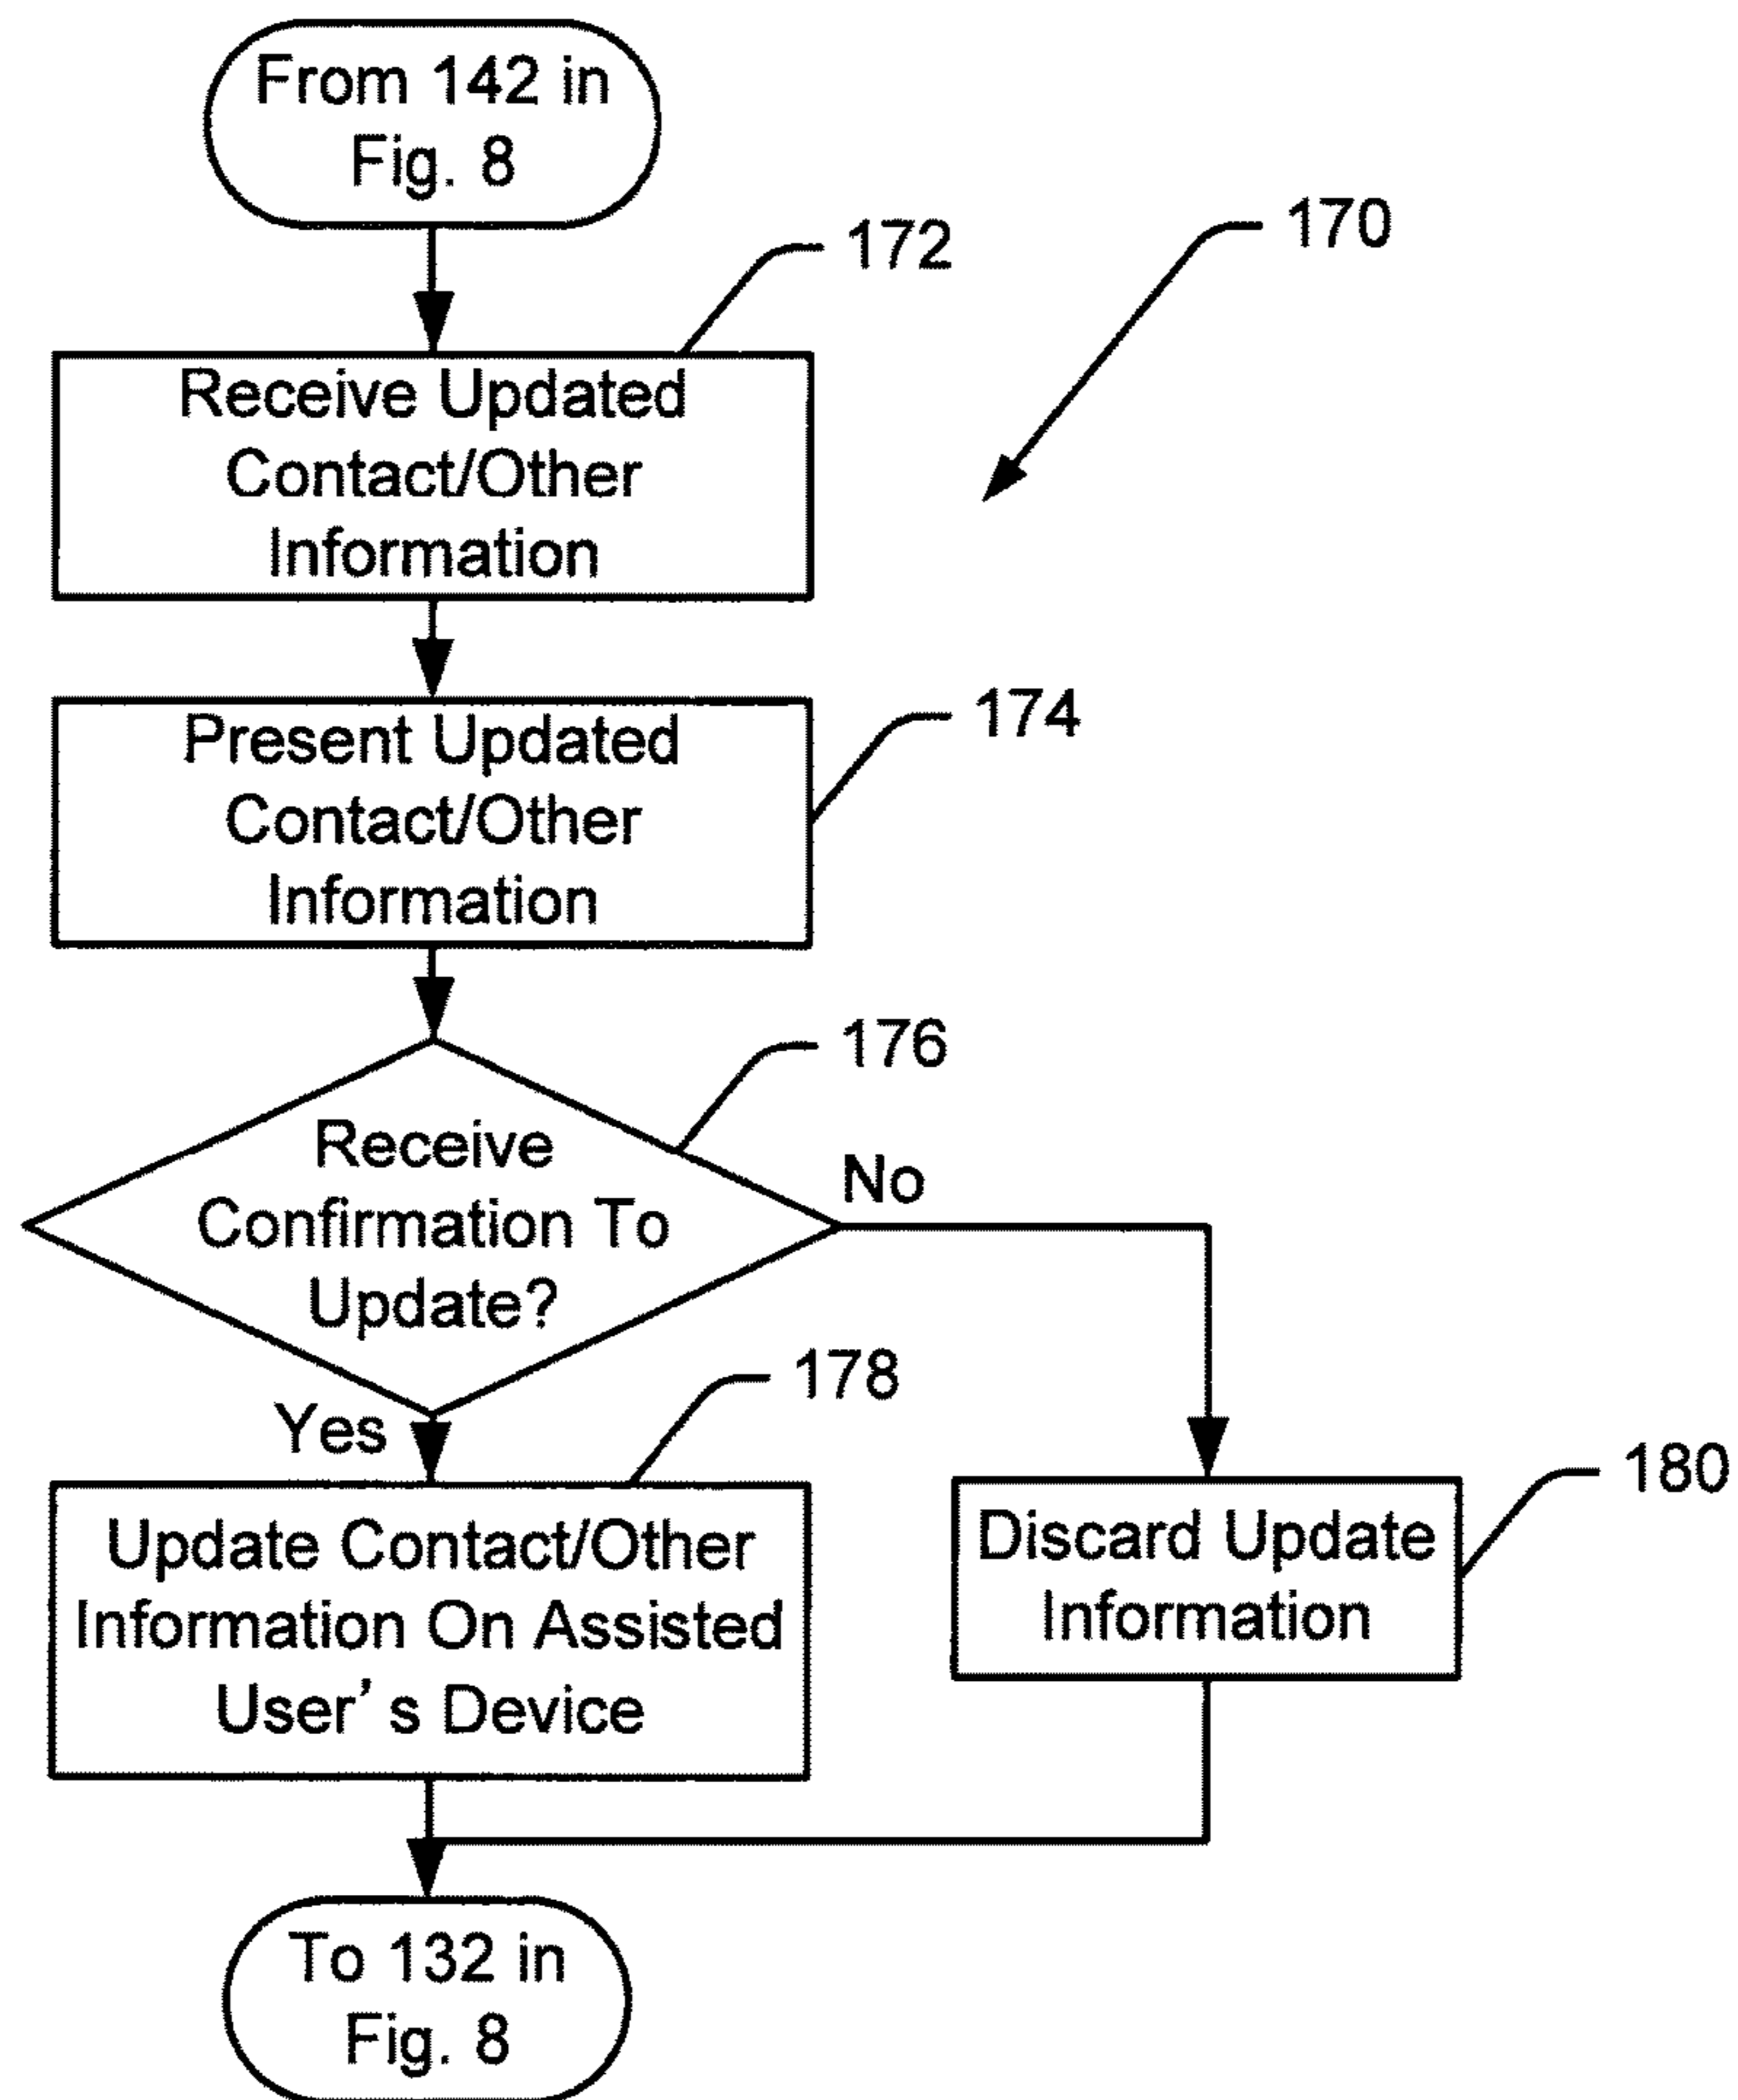 From 142 in
Fig. 8
170
172
Receive Updated
Contact/Other
Information
174
Present Updated
Contact/Other
Information
176
Receive
Confirmation To
Update?
No
Yes
178
Update Contact/Other
Information On Assisted
User's Device
180
Discard Update
Information
To 132 in
Fig. 8